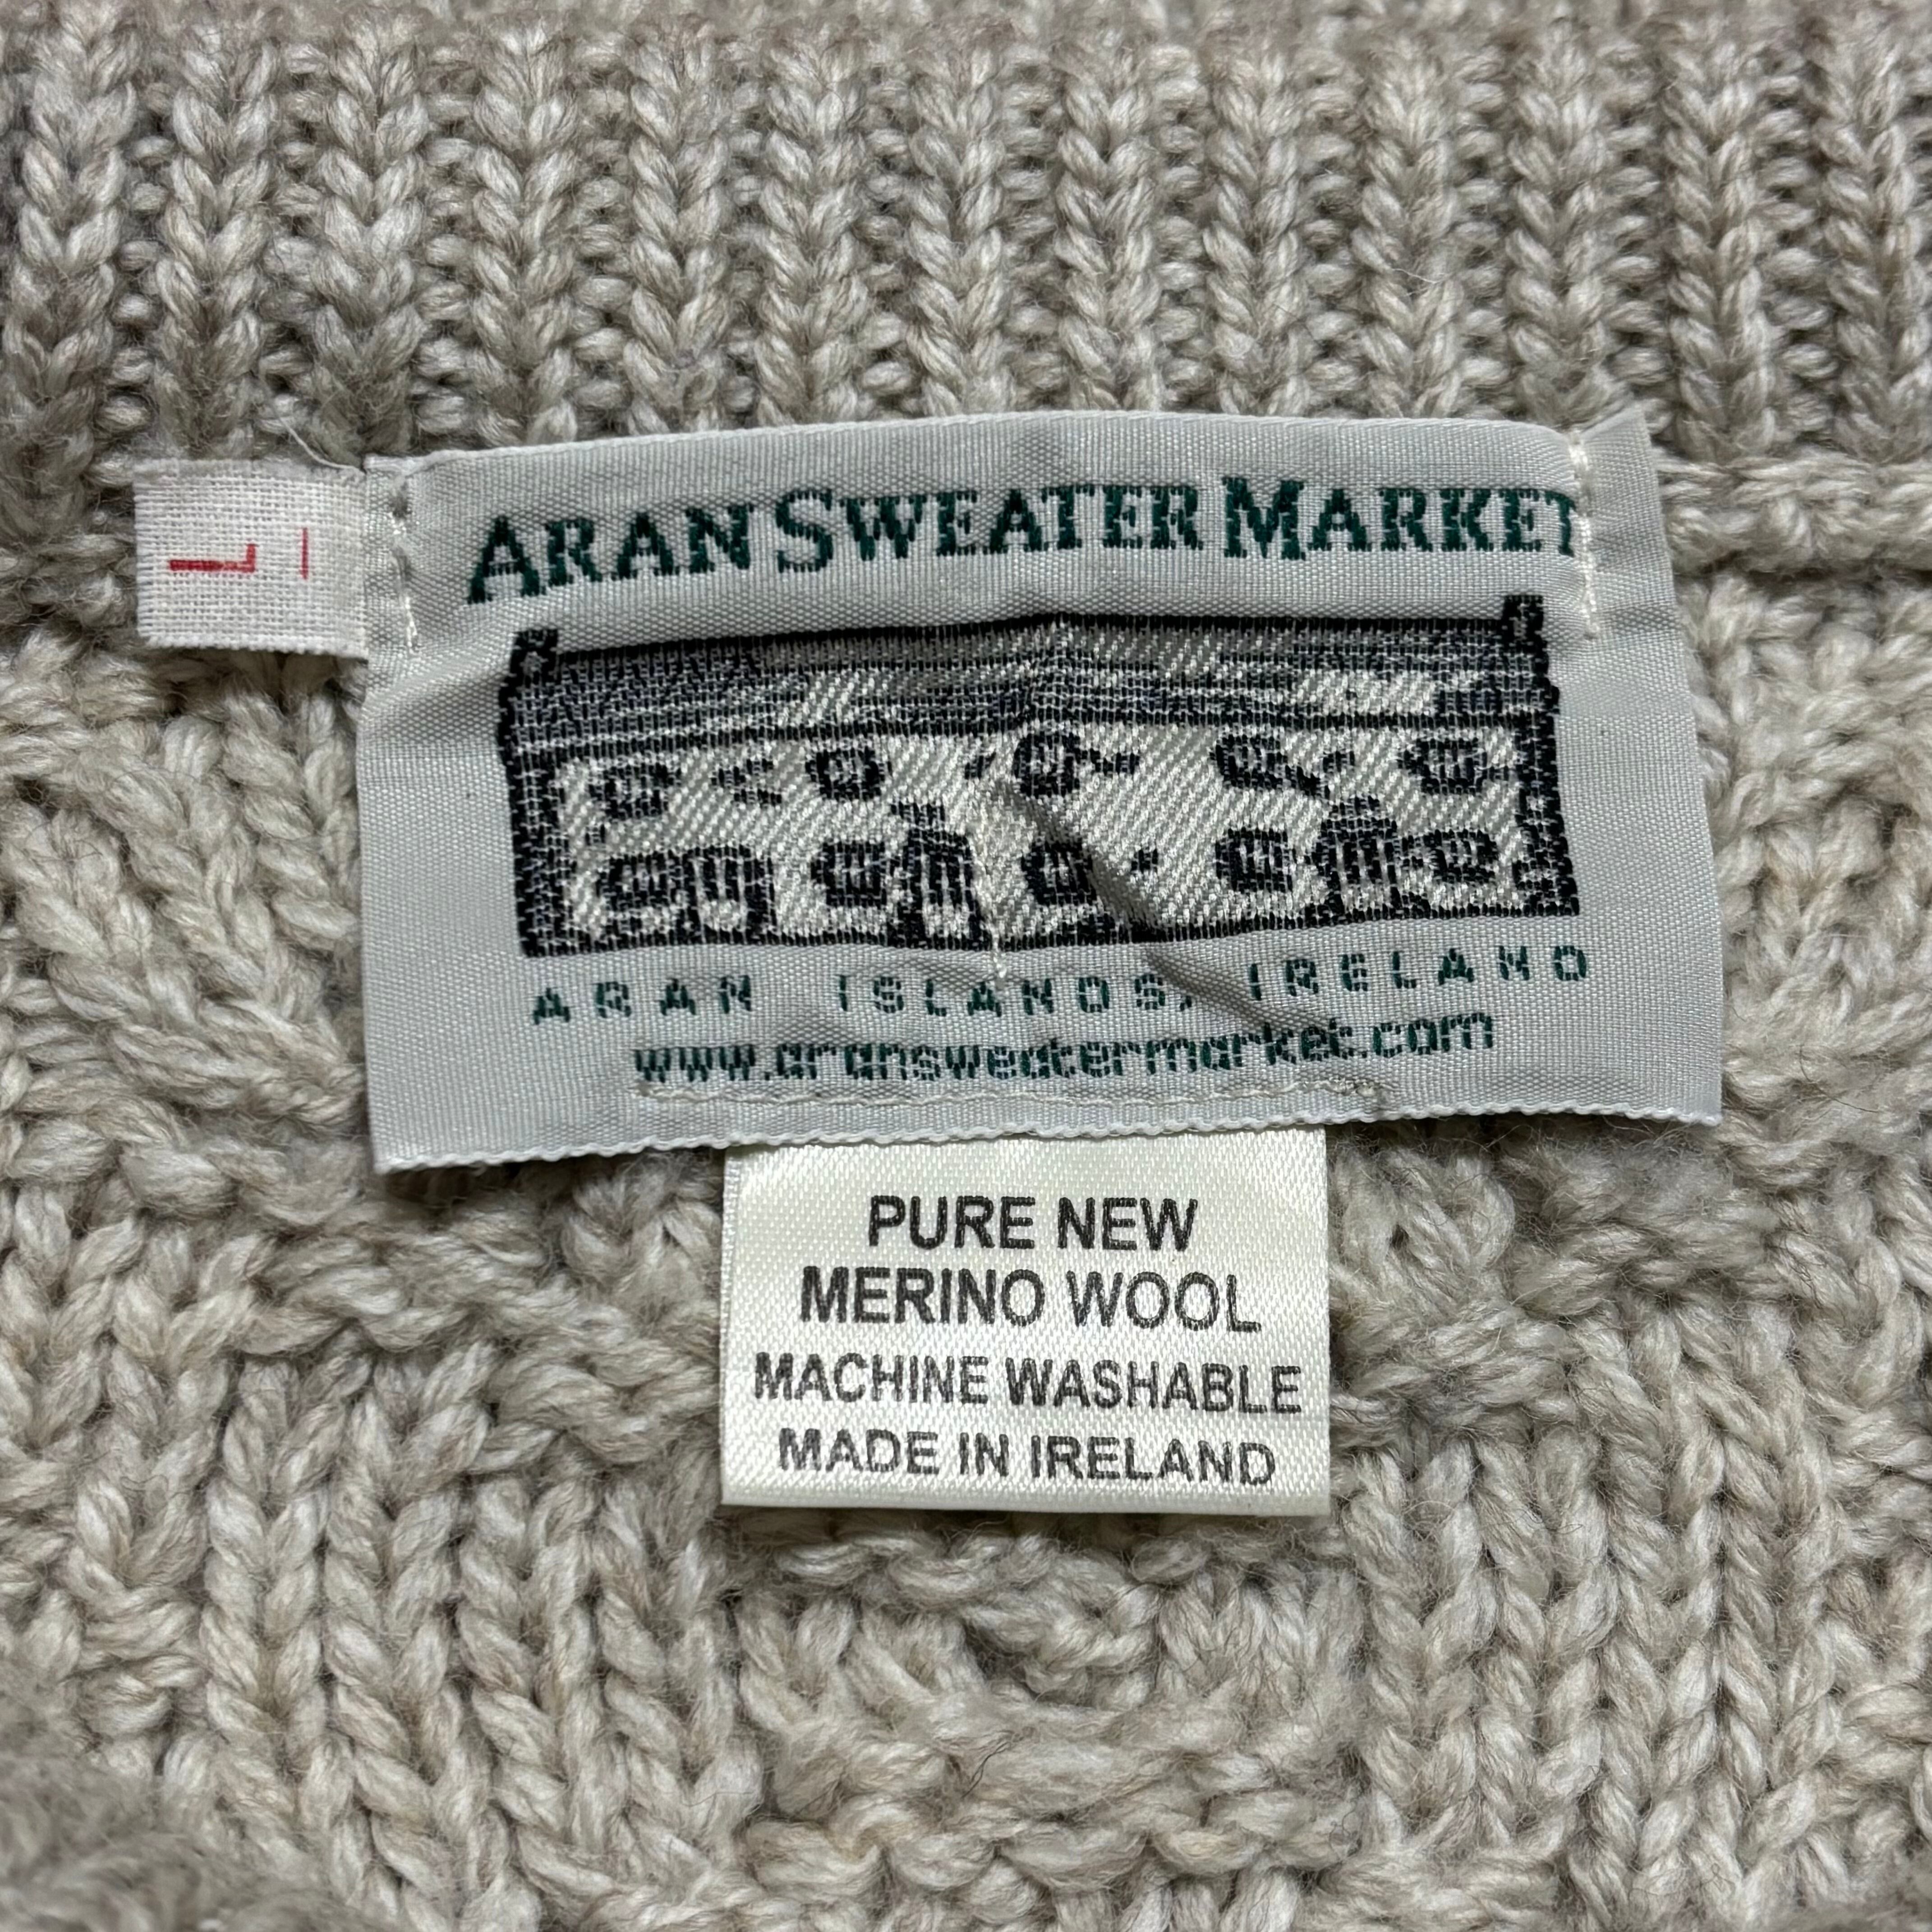 L
ARAN SWEATER MARKET
ARAN ISLANDS, IRELAND
www.aransweatermarket.com
PURE NEW
MERINO WOOL
MACHINE WASHABLE
MADE IN IRELAND